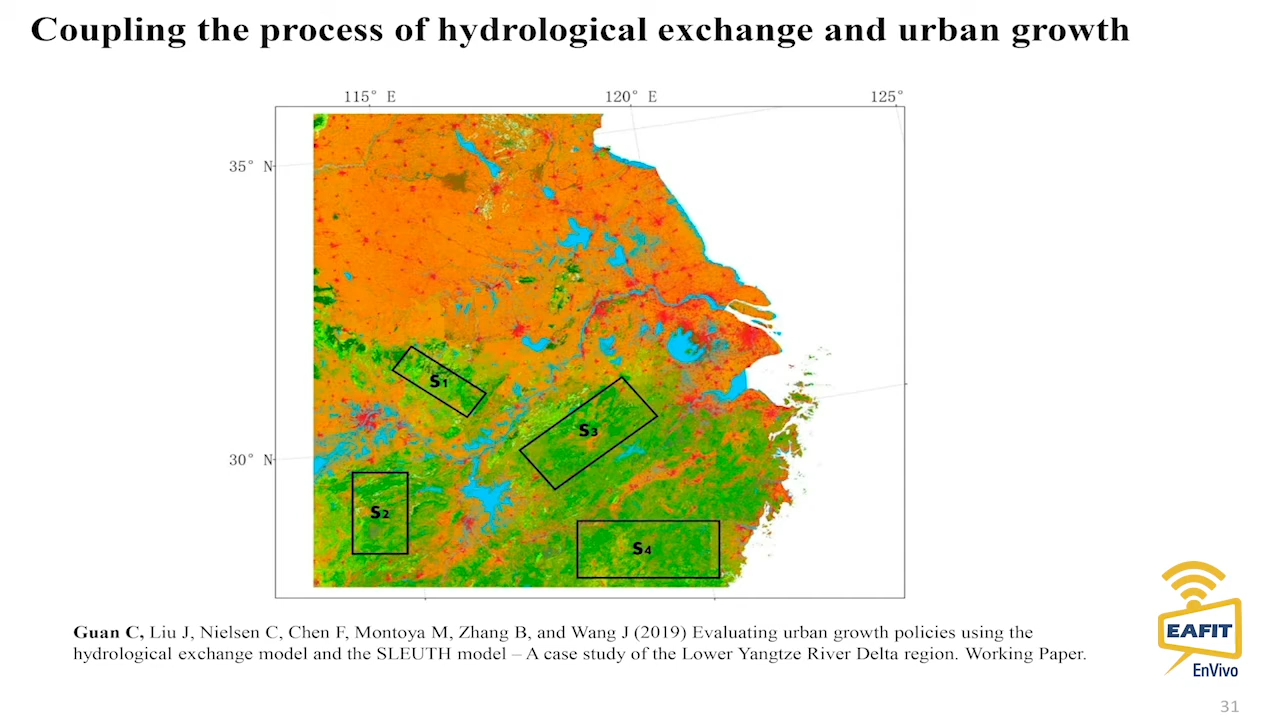 Coupling the process of hydrological exchange and urban growth
115° E 120° E 125°
35° N
S1
S3
30° N
S2
S4
Guan C, Liu J, Nielsen C, Chen F, Montoya M, Zhang B, and Wang J (2019) Evaluating urban growth policies using the
hydrological exchange model and the SLEUTH model – A case study of the Lower Yangtze River Delta region. Working Paper.
EAFIT
EnVivo
31